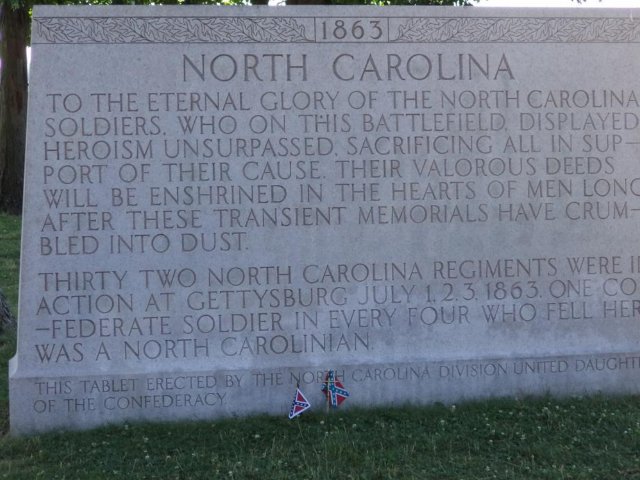 1863
NORTH CAROLINA
TO THE ETERNAL GLORY OF THE NORTH CAROLINA
SOLDIERS, WHO ON THIS BATTLEFIELD, DISPLAYED
HEROISM UNSURPASSED, SACRIFICING ALL IN SUP-
PORT OF THEIR CAUSE. THEIR VALOROUS DEEDS
WILL BE ENSHRINED IN THE HEARTS OF MEN LONG
AFTER THESE TRANSIENT MEMORIALS HAVE CRUM-
BLED INTO DUST.
THIRTY TWO NORTH CAROLINA REGIMENTS WERE IN
ACTION AT GETTYSBURG JULY 1, 2, 3, 1863. ONE CO
-FEDERATE SOLDIER IN EVERY FOUR WHO FELL HER
WAS A NORTH CAROLINIAN.
THIS TABLET ERECTED BY THE NORTH CAROLINA DIVISION UNITED DAUGHT
OF THE CONFEDERACY.